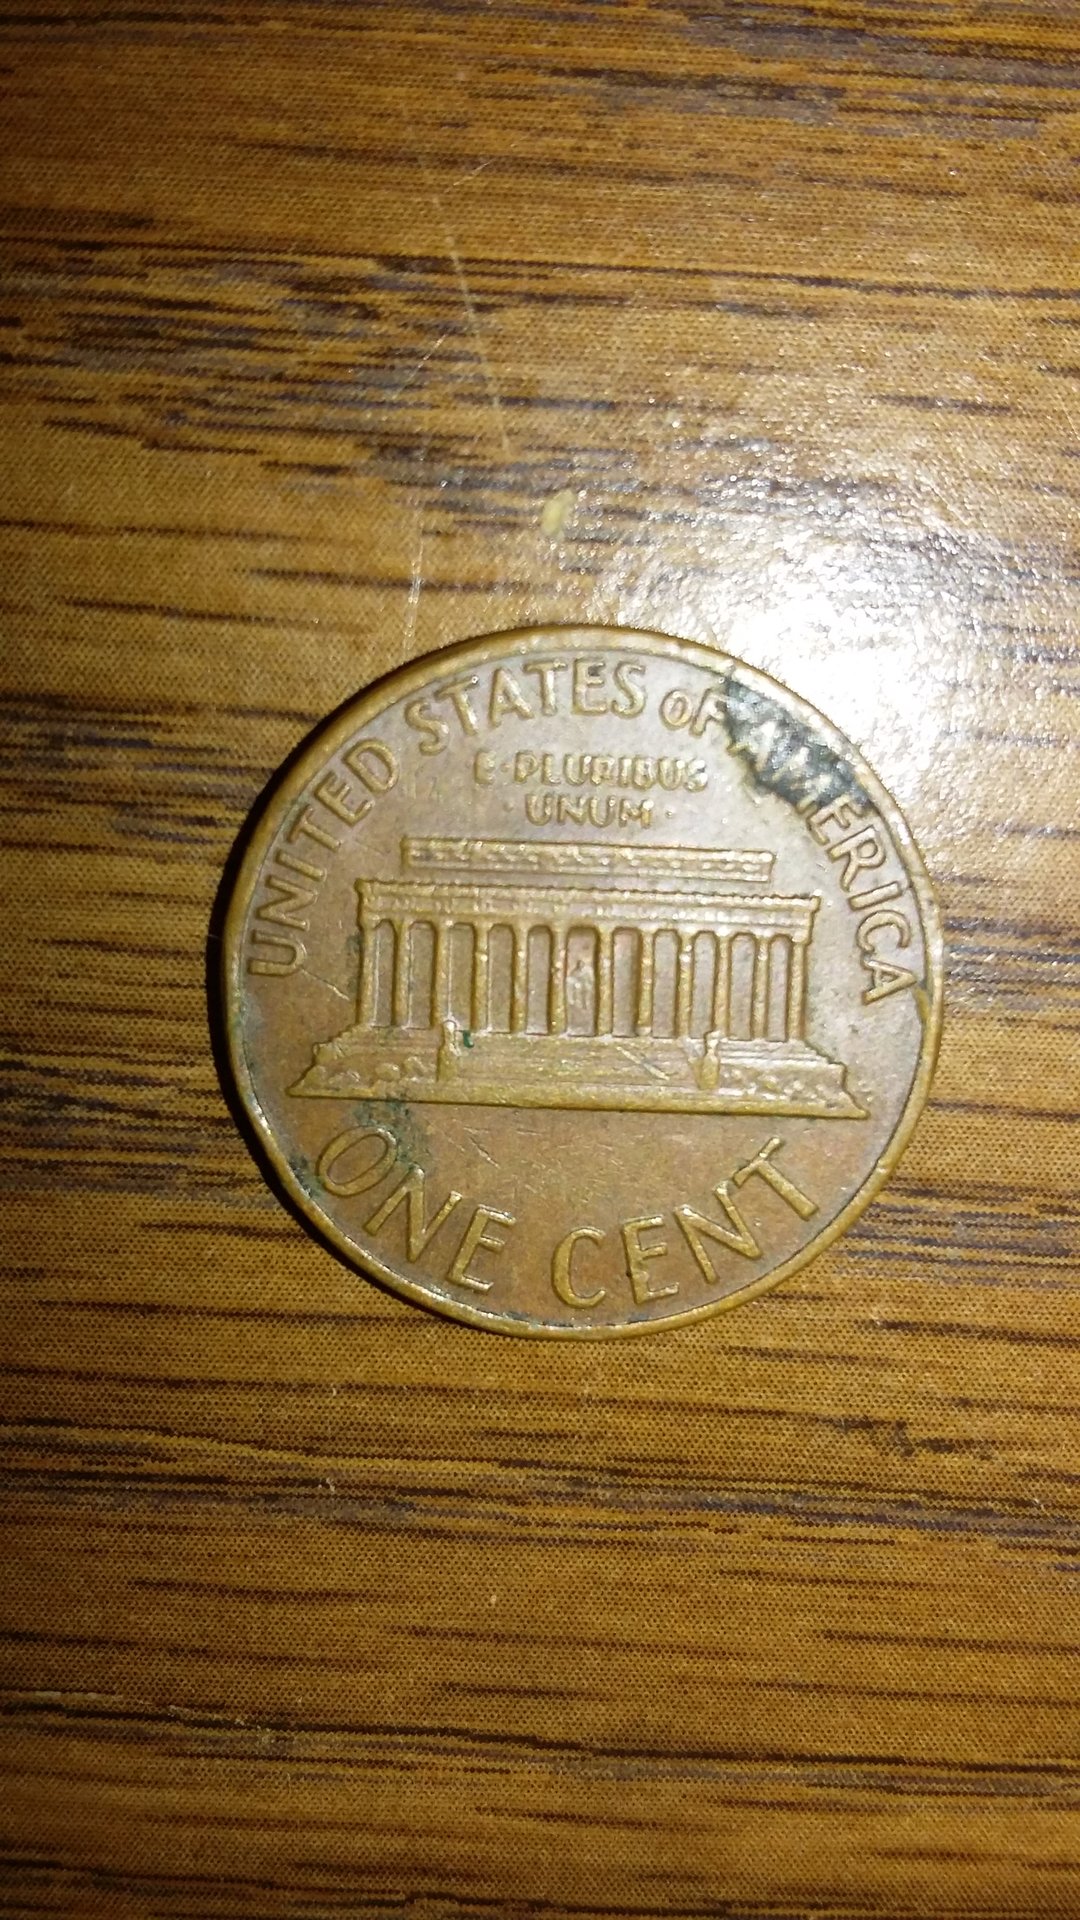 UNITED STATES OF AMERICA
E·PLURIBUS
·UNUM·
ONE CENT